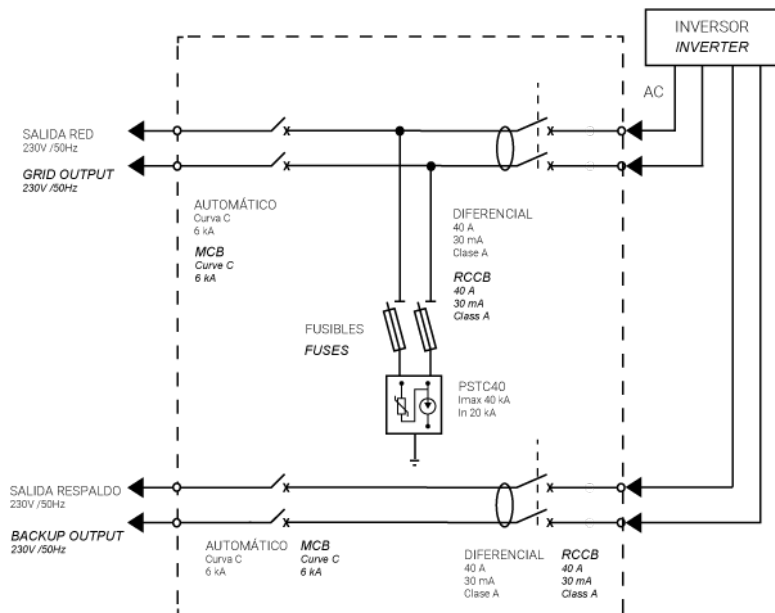 INVERSOR
INVERTER
AC
SALIDA RED
230V /50Hz
GRID OUTPUT
230V /50Hz
AUTOMÁTICO
Curva C
6 kA
MCB
Curve C
6 kA
DIFERENCIAL
40 A
30 mA
Clase A
RCCB
40 A
30 mA
Class A
FUSIBLES
FUSES
PSTC40
Imax 40 kA
In 20 kA
SALIDA RESPALDO
230V /50Hz
BACKUP OUTPUT
230V /50Hz
AUTOMÁTICO
Curva C
6 kA
MCB
Curve C
6 kA
DIFERENCIAL
40 A
30 mA
Clase A
RCCB
40 A
30 mA
Class A